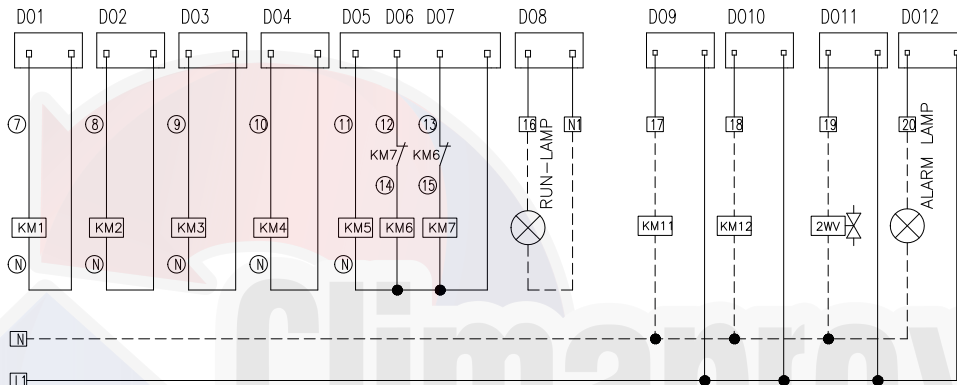 DO1 DO2 DO3 DO4 DO5 DO6 DO7 DO8 DO9 DO10 DO11 DO12
7 8 9 10 11 12 13 16 N1 17 18 19 20
KM7 KM6
14 15
RUN-LAMP
ALARM LAMP
KM1 KM2 KM3 KM4 KM5 KM6 KM7 KM11 KM12 2WV
N N N N N
N
L1
Climaprov